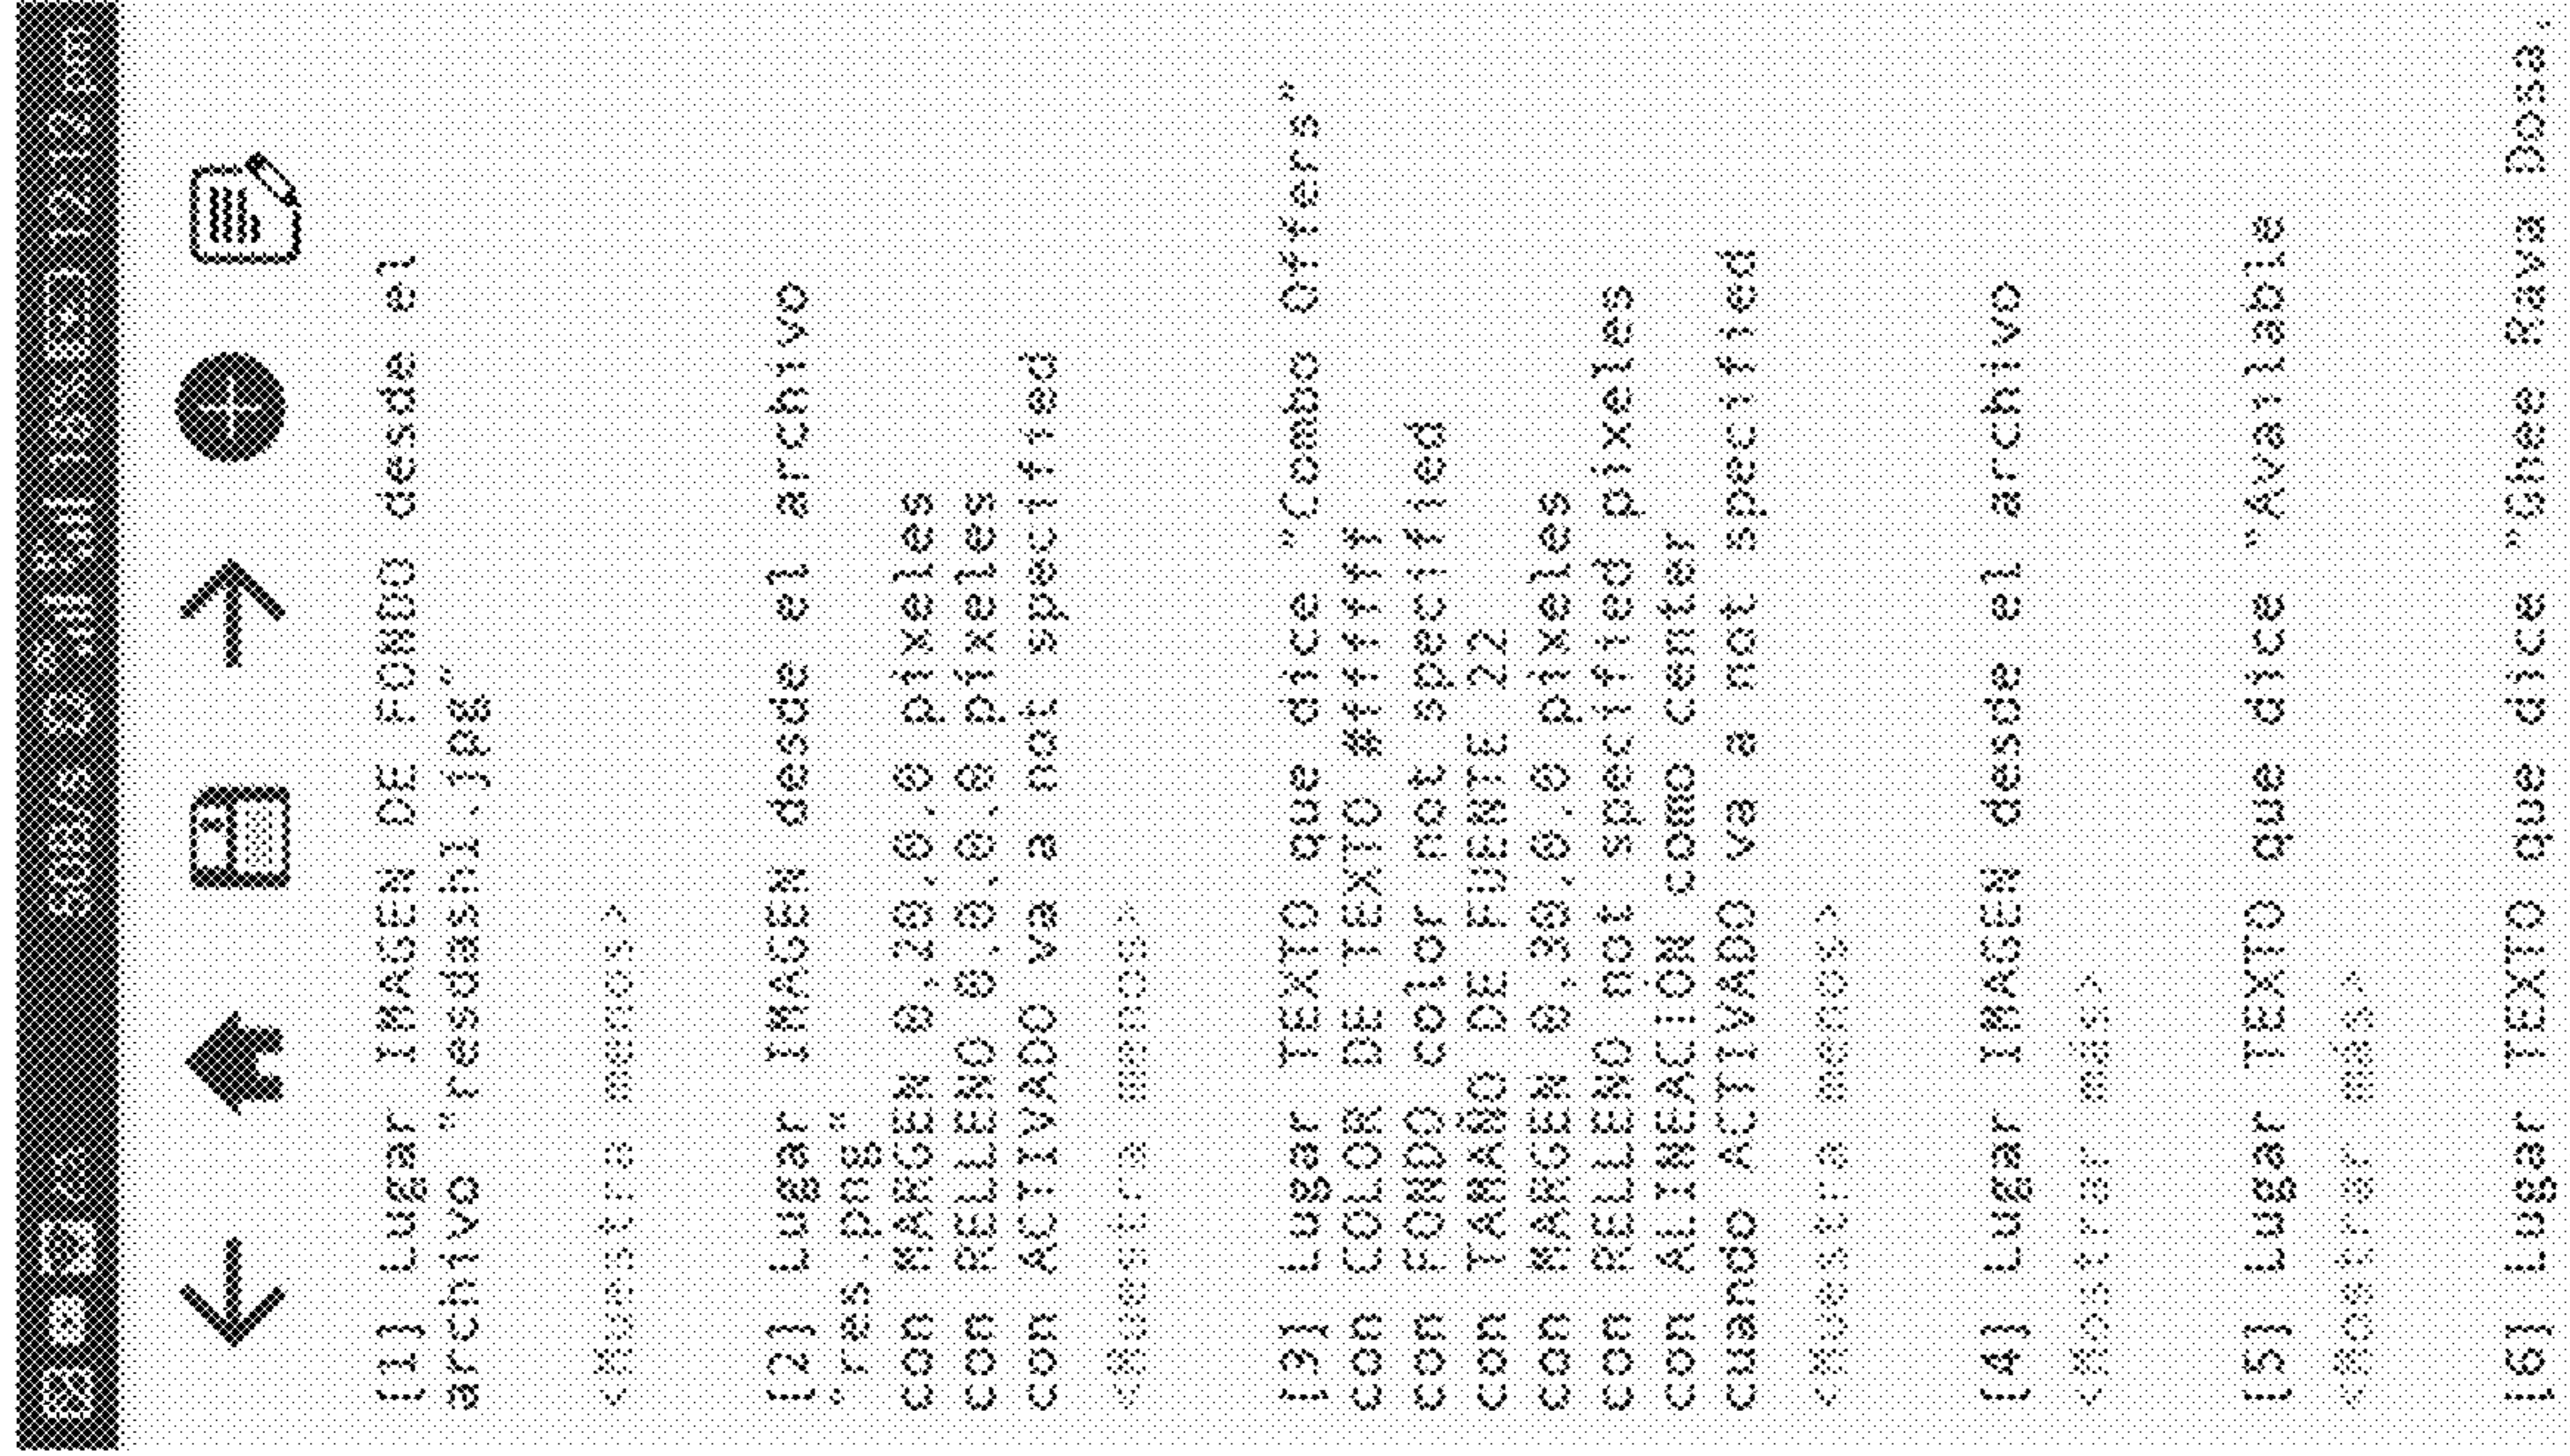 12:12 pm
[1] Lugar IMAGEN DE FONDO desde el
archivo "resdash1.jpg"
<Muestra menos>
[2] Lugar IMAGEN desde el archivo
"res.png"
con MARGEN 0.20.0.0 pixeles
con RELLENO 0.0.0.0 pixeles
con ACTIVADO va a not specified
<Muestra menos>
[3] Lugar TEXTO que dice "Combo Offers"
con COLOR DE TEXTO #ffffff
con FONDO color not specified
con TAMAÑO DE FUENTE 22
con MARGEN 0.30.0.0 pixeles
con RELLENO not specified pixeles
con ALINEACIÓN como center
cuando ACTIVADO va a not specified
<Muestra menos>
[4] Lugar IMAGEN desde el archivo
<Mostrar más>
[5] Lugar TEXTO que dice "Available
<Mostrar más>
[6] Lugar TEXTO que dice "Ghee Rava Dosa,